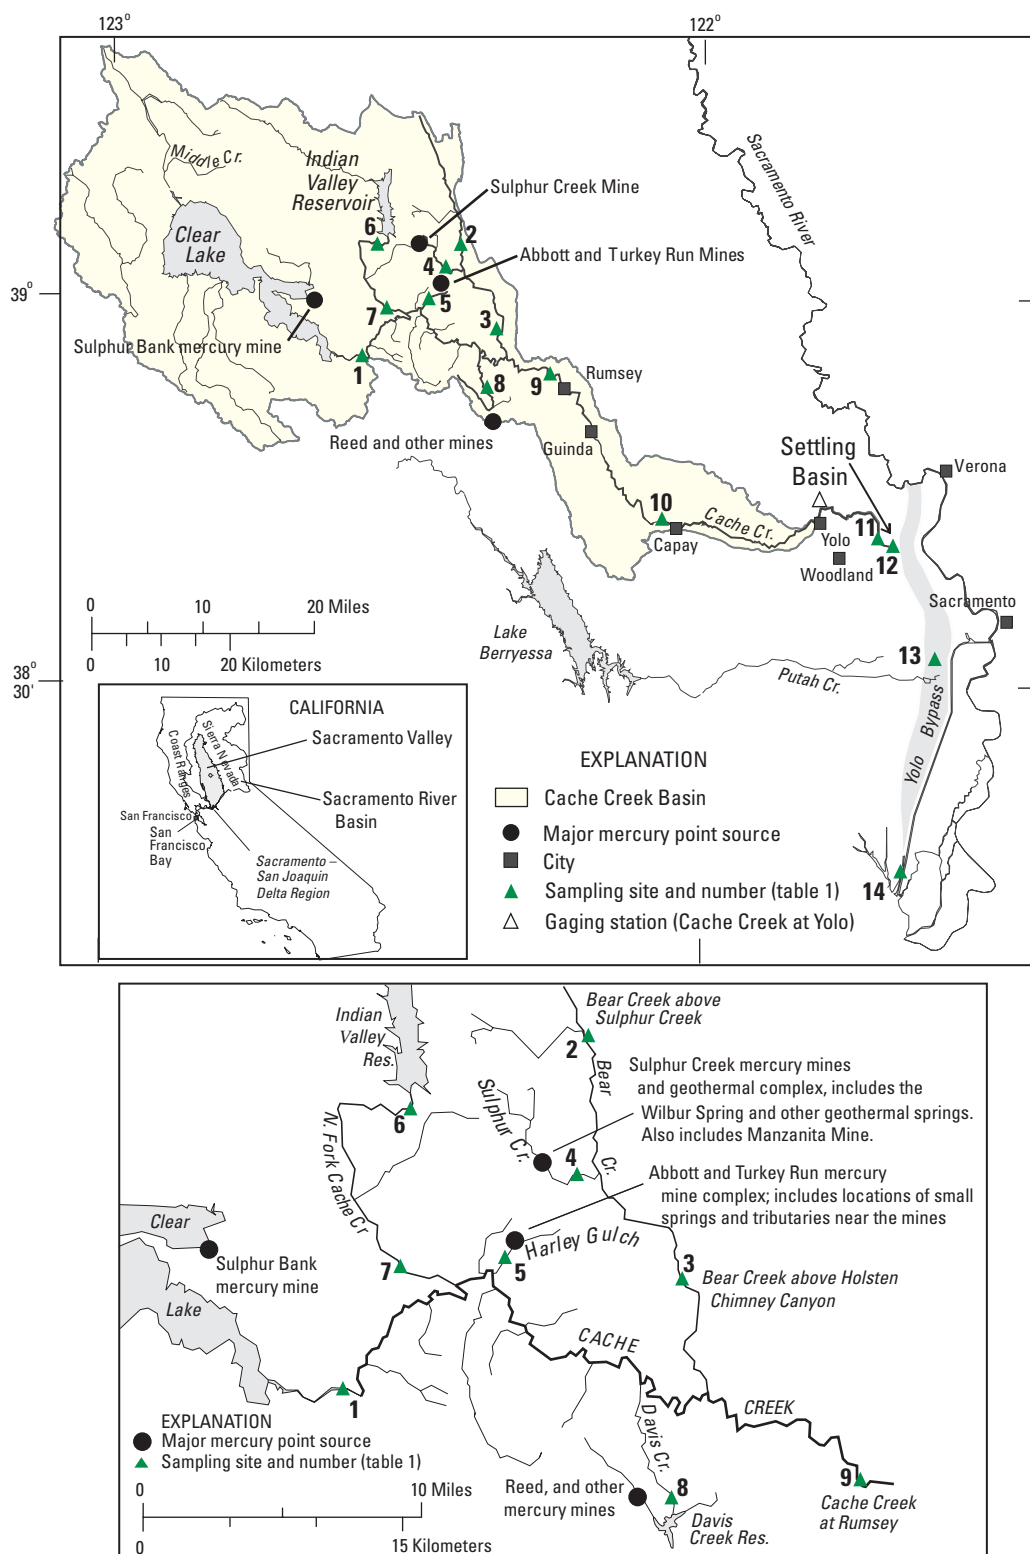 123°
122°
Middle Cr.
Indian
Valley
Reservoir
Sulphur Creek Mine
Sacramento River
Clear
Lake
6
2
4
Abbott and Turkey Run Mines
39°
5
7
3
Sulphur Bank mercury mine
1
8
9
Rumsey
Reed and other mines
Guinda
Settling
Basin
Verona
10
Cache Cr.
Capay
Yolo
11
12
Woodland
0 10 20 Miles
0 10 20 Kilometers
Sacramento
Lake
Berryessa
13
38°
30'
Putah Cr.
Yolo Bypass
CALIFORNIA
Sacramento Valley
Sierra Nevada
Coast Ranges
Sacramento River
Basin
San Francisco
San
Francisco
Bay
Sacramento –
San Joaquin
Delta Region
EXPLANATION
Cache Creek Basin
Major mercury point source
City
Sampling site and number (table 1)
Gaging station (Cache Creek at Yolo)
14
Indian
Valley
Res.
Bear Creek above
Sulphur Creek
2
Bear
Cr.
Sulphur Creek mercury mines
and geothermal complex, includes the
Wilbur Spring and other geothermal springs.
Also includes Manzanita Mine.
Sulphur Cr.
6
N. Fork Cache Cr
4
Abbott and Turkey Run mercury
mine complex; includes locations of small
springs and tributaries near the mines
Clear
Harley Gulch
Sulphur Bank
mercury mine
7
5
3
Bear Creek above Holsten
Chimney Canyon
Lake
CACHE
CREEK
1
EXPLANATION
Major mercury point source
Sampling site and number (table 1)
0 10 Miles
0 15 Kilometers
Davis Cr.
Reed, and other
mercury mines
8
Davis
Creek Res.
9
Cache Creek
at Rumsey